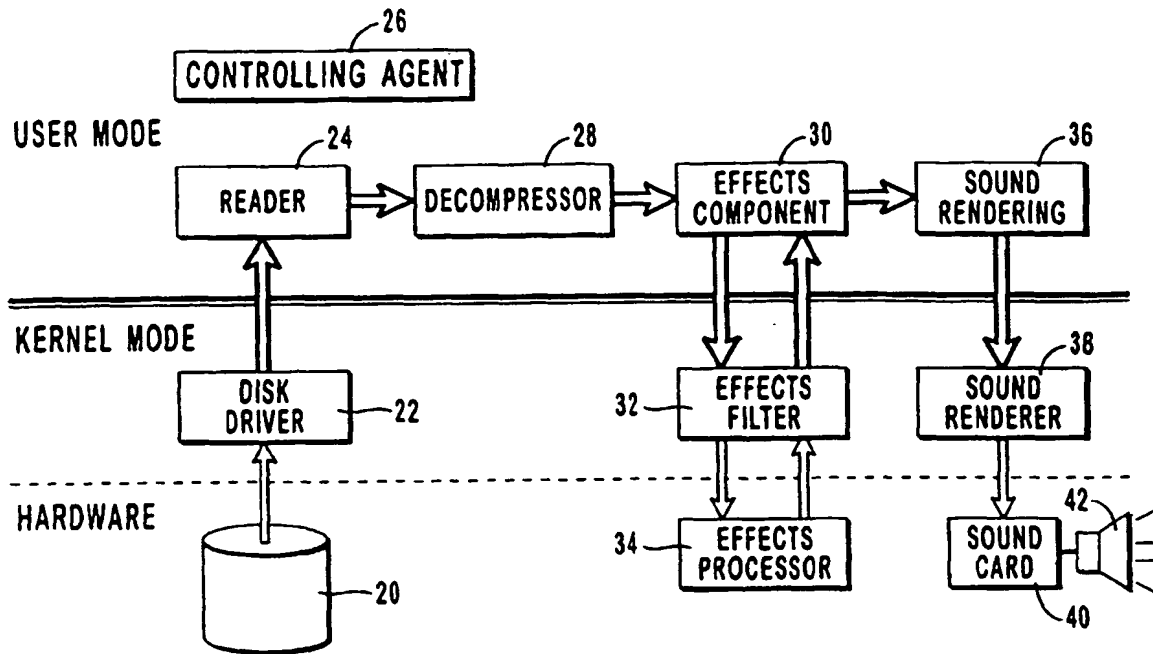 26
CONTROLLING AGENT
USER MODE
24
28
30
36
READER
DECOMPRESSOR
EFFECTS
COMPONENT
SOUND
RENDERING
KERNEL MODE
DISK
DRIVER
22
32
EFFECTS
FILTER
38
SOUND
RENDERER
HARDWARE
20
34
EFFECTS
PROCESSOR
SOUND
CARD
42
40